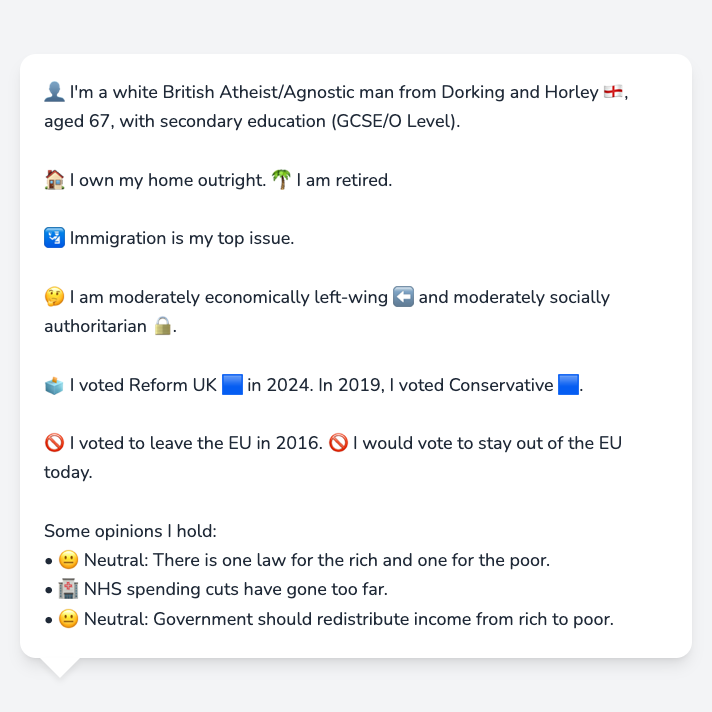 👤 I'm a white British Atheist/Agnostic man from Dorking and Horley 🏴󠁧󠁢󠁥󠁮󠁧󠁿,
aged 67, with secondary education (GCSE/O Level).
🏠 I own my home outright. 🌴 I am retired.
🛂 Immigration is my top issue.
🤔 I am moderately economically left-wing ⬅️ and moderately socially
authoritarian 🔒.
🗳️ I voted Reform UK 🟦 in 2024. In 2019, I voted Conservative 🟦.
🚫 I voted to leave the EU in 2016. 🚫 I would vote to stay out of the EU
today.
Some opinions I hold:
• 😐 Neutral: There is one law for the rich and one for the poor.
• 🏥 NHS spending cuts have gone too far.
• 😐 Neutral: Government should redistribute income from rich to poor.